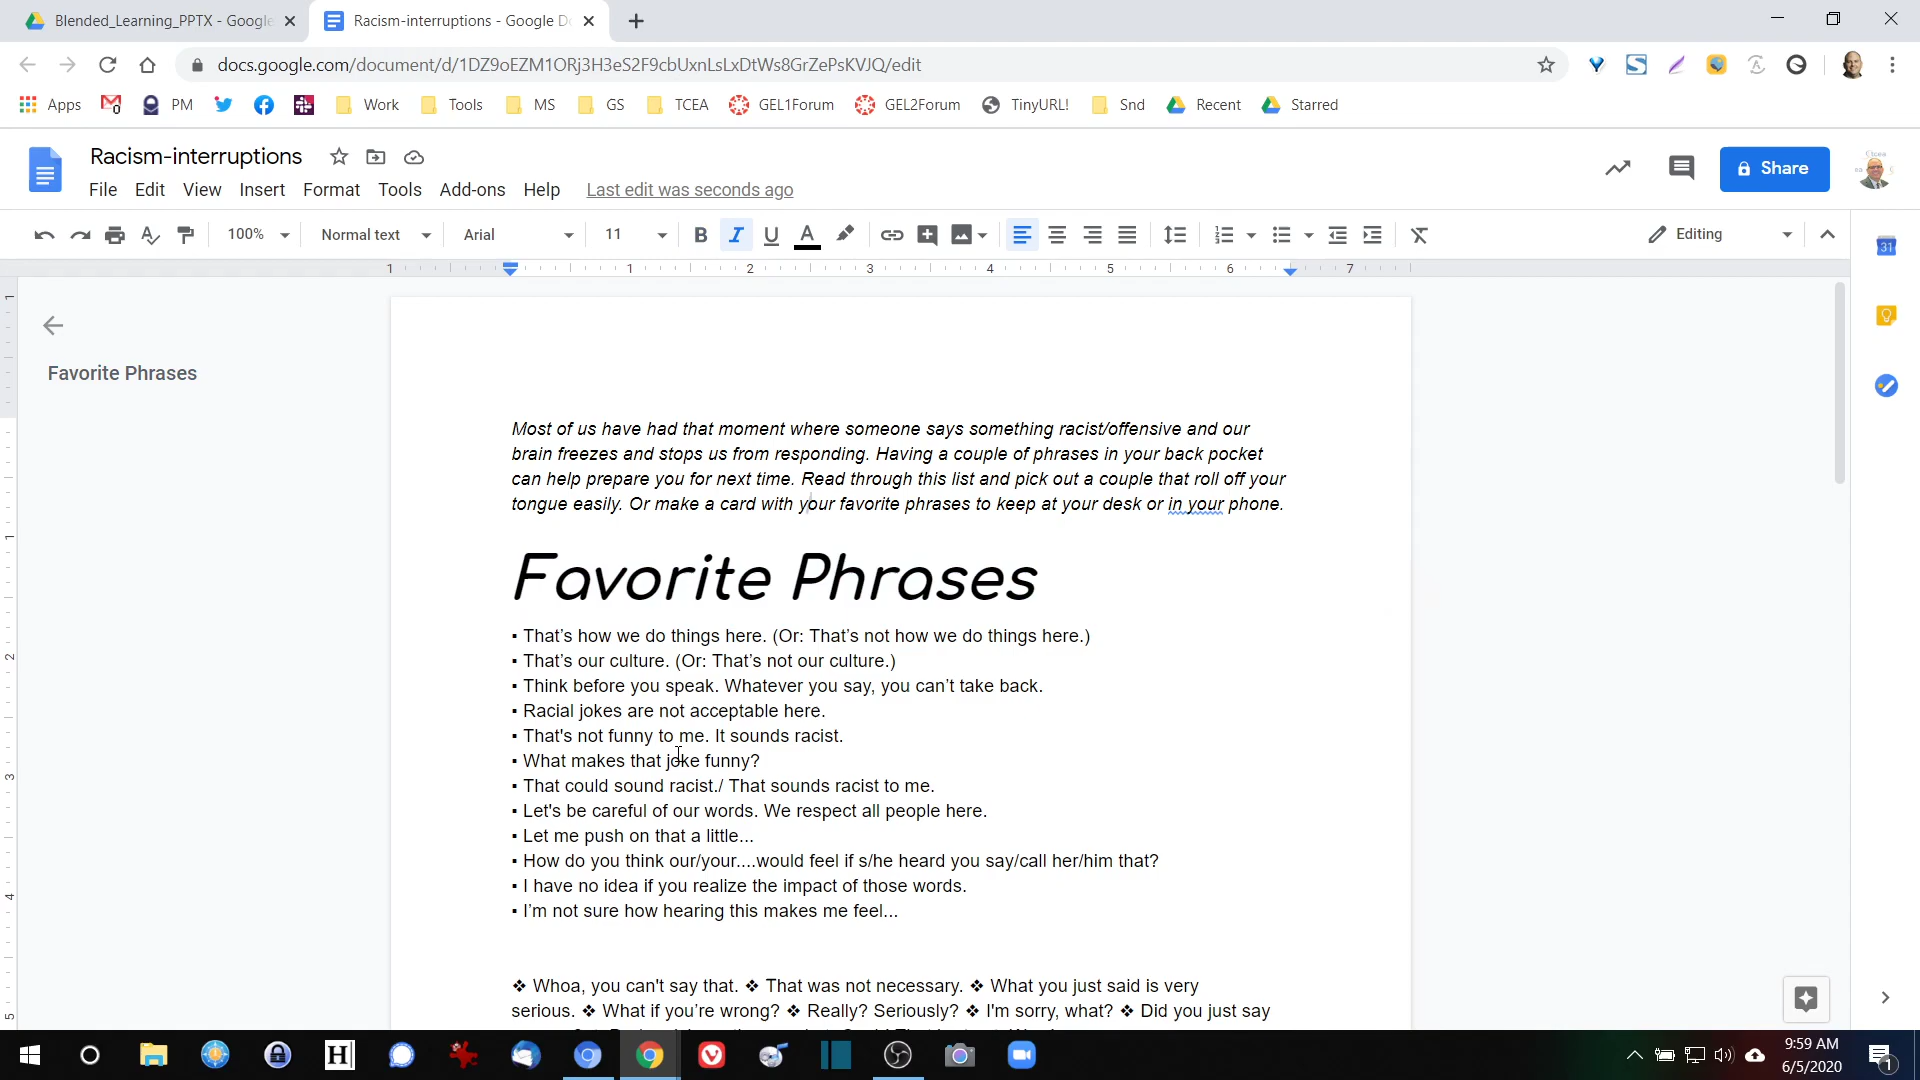 Blended_Learning_PPTX - Google
Racism-interruptions - Google D
docs.google.com/document/d/1DZ9oEZM1ORj3H3eS2F9cbUxnLsLxDtWs8GrZePsKVJQ/edit
Apps PM Work Tools MS GS TCEA GEL1Forum GEL2Forum TinyURL! Snd Recent Starred
Racism-interruptions
Share
File Edit View Insert Format Tools Add-ons Help Last edit was seconds ago
100% Normal text Arial 11 B I U A Editing
31
1 1 2 3 4 5 6 7
Favorite Phrases
Most of us have had that moment where someone says something racist/offensive and our
brain freezes and stops us from responding. Having a couple of phrases in your back pocket
can help prepare you for next time. Read through this list and pick out a couple that roll off your
tongue easily. Or make a card with your favorite phrases to keep at your desk or in your phone.
Favorite Phrases
▪ That's how we do things here. (Or: That's not how we do things here.)
▪ That's our culture. (Or: That's not our culture.)
▪ Think before you speak. Whatever you say, you can't take back.
▪ Racial jokes are not acceptable here.
▪ That's not funny to me. It sounds racist.
▪ What makes that joke funny?
▪ That could sound racist./ That sounds racist to me.
▪ Let's be careful of our words. We respect all people here.
▪ Let me push on that a little...
▪ How do you think our/your....would feel if s/he heard you say/call her/him that?
▪ I have no idea if you realize the impact of those words.
▪ I'm not sure how hearing this makes me feel...
❖ Whoa, you can't say that. ❖ That was not necessary. ❖ What you just said is very
serious. ❖ What if you're wrong? ❖ Really? Seriously? ❖ I'm sorry, what? ❖ Did you just say
H
9:59 AM
6/5/2020
1